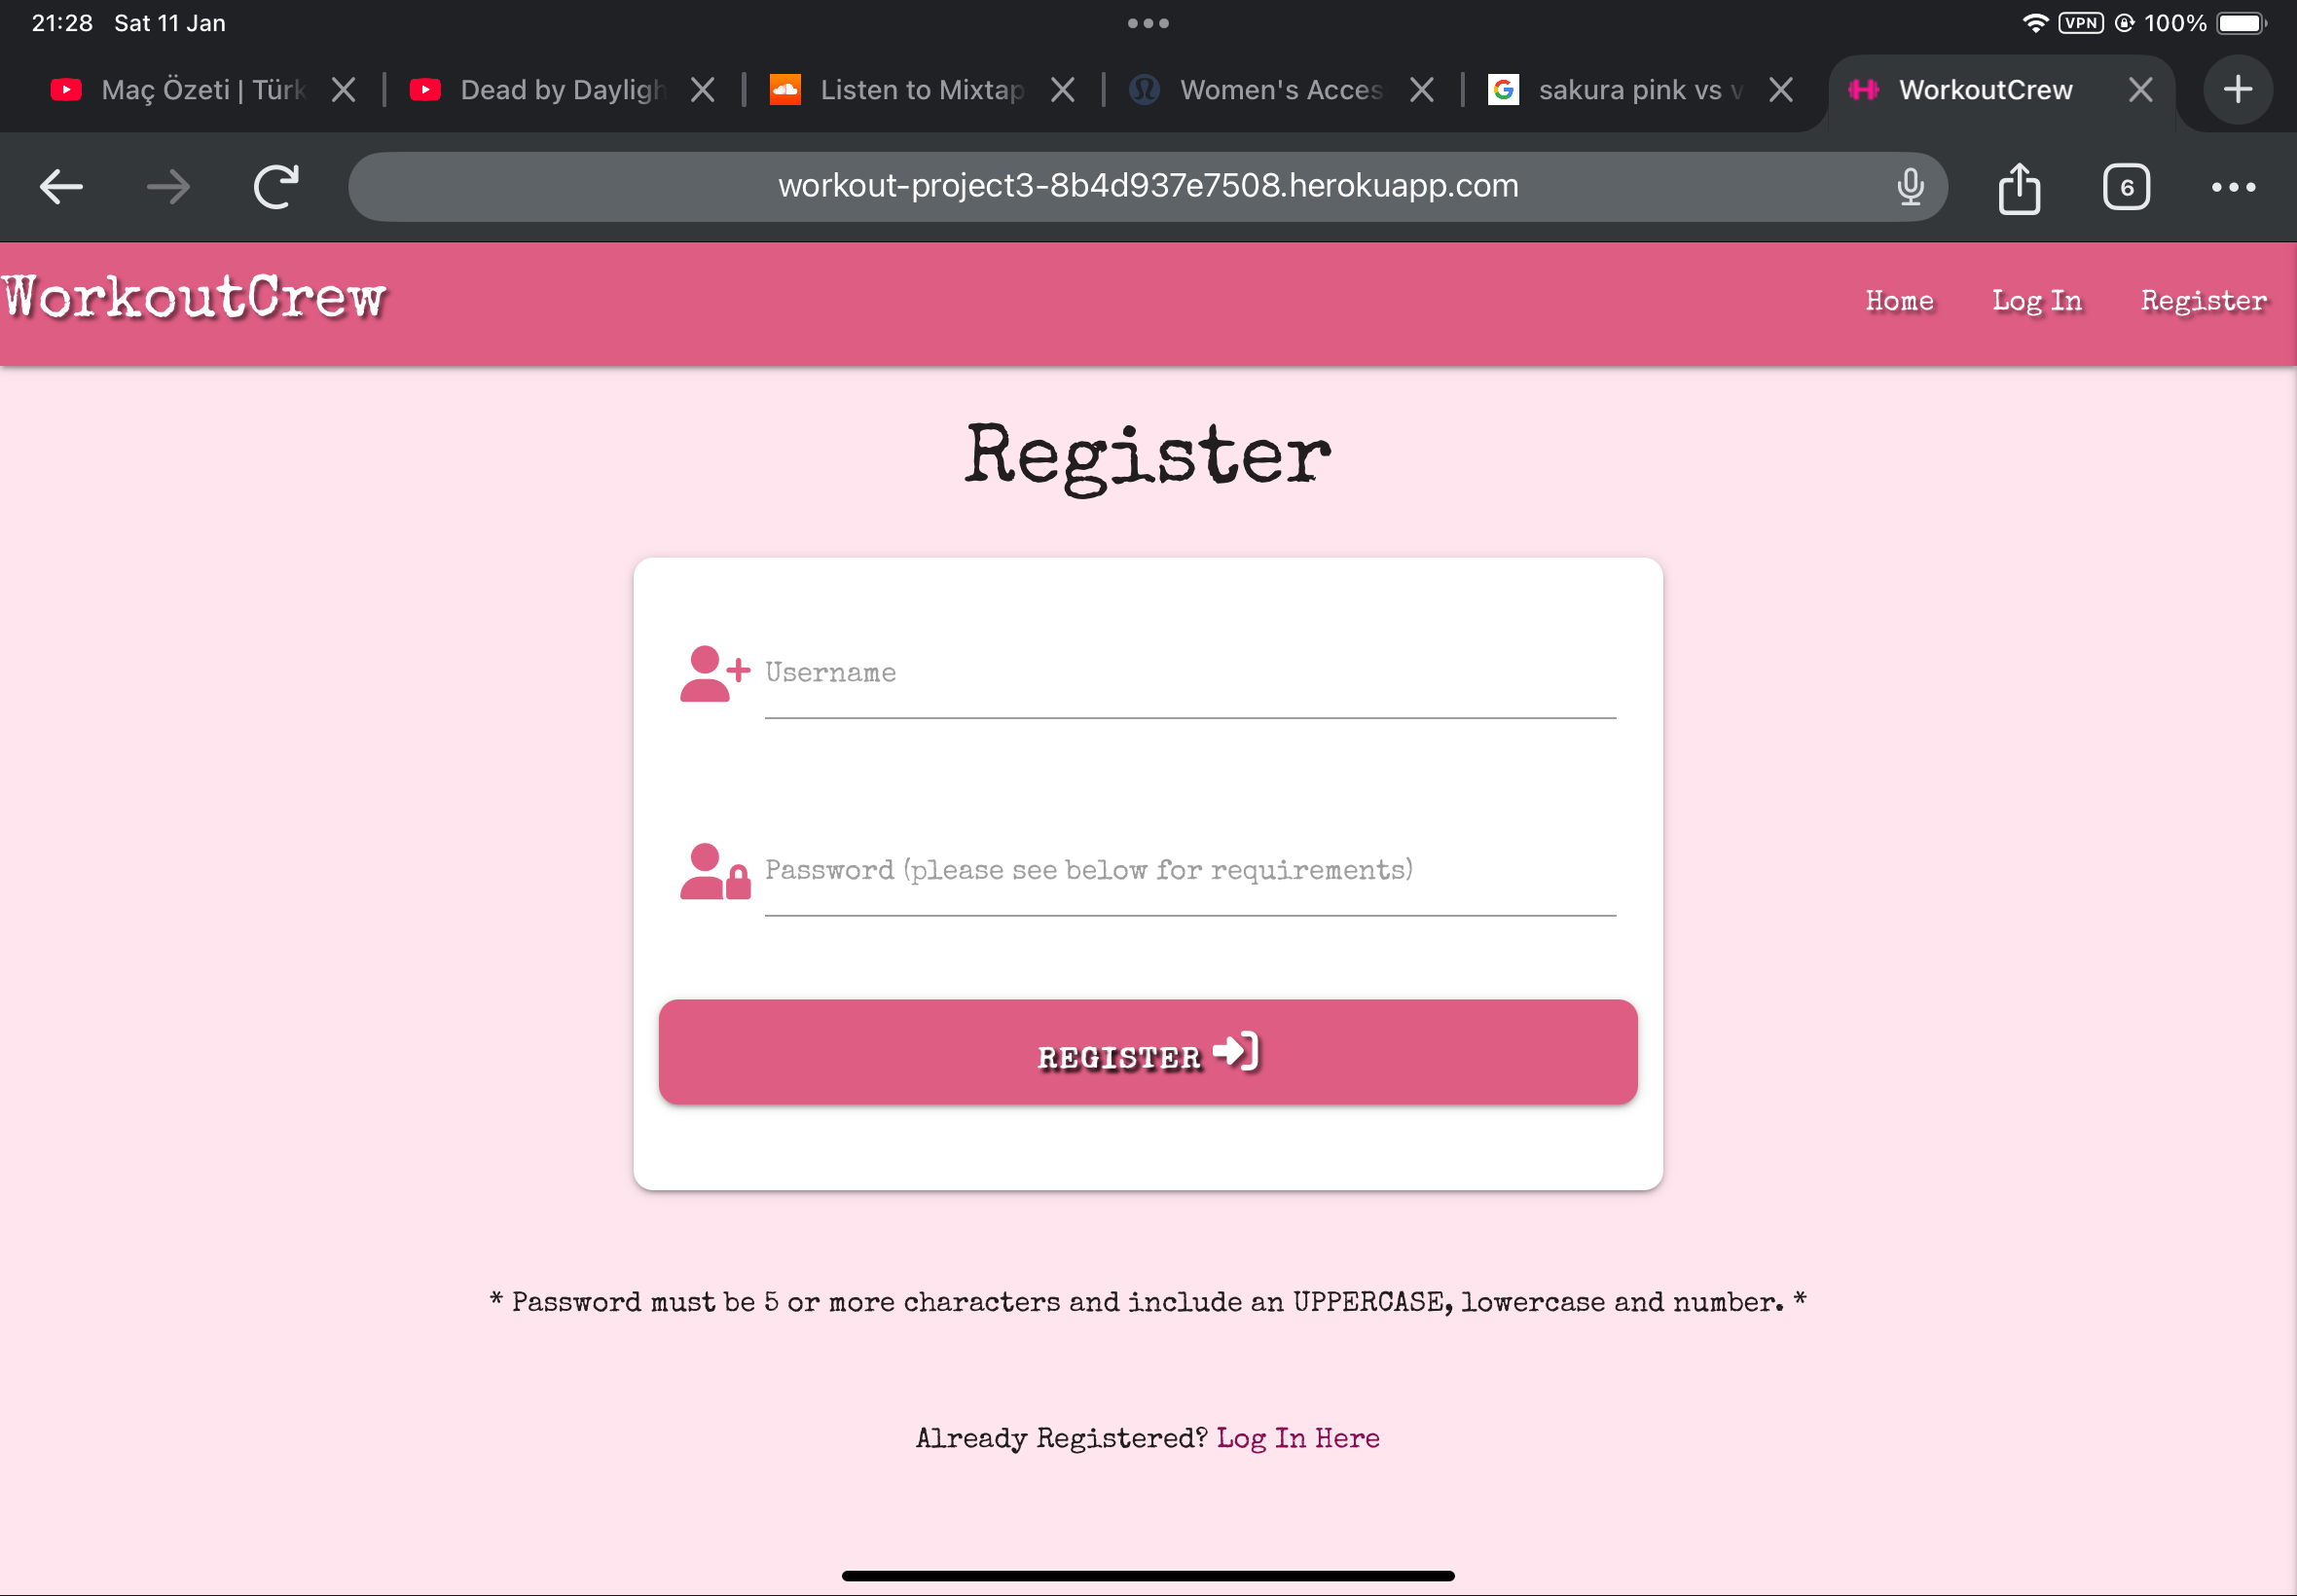 21:28 Sat 11 Jan
VPN 100%
Maç Özeti | Türk
Dead by Dayligh
Listen to Mixtap
Women's Acces
sakura pink vs v
WorkoutCrew
workout-project3-8b4d937e7508.herokuapp.com
6
WorkoutCrew
Home Log In Register
Register
Username
Password (please see below for requirements)
REGISTER
* Password must be 5 or more characters and include an UPPERCASE, lowercase and number. *
Already Registered? Log In Here